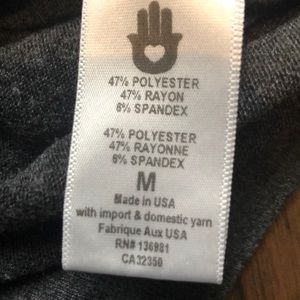 47% POLYESTER
47% RAYON
6% SPANDEX
47% POLYESTER
47% RAYONNE
6% SPANDEX
M
Made in USA
with import & domestic yarn
Fabrique Aux USA
RN# 136981
CA32350